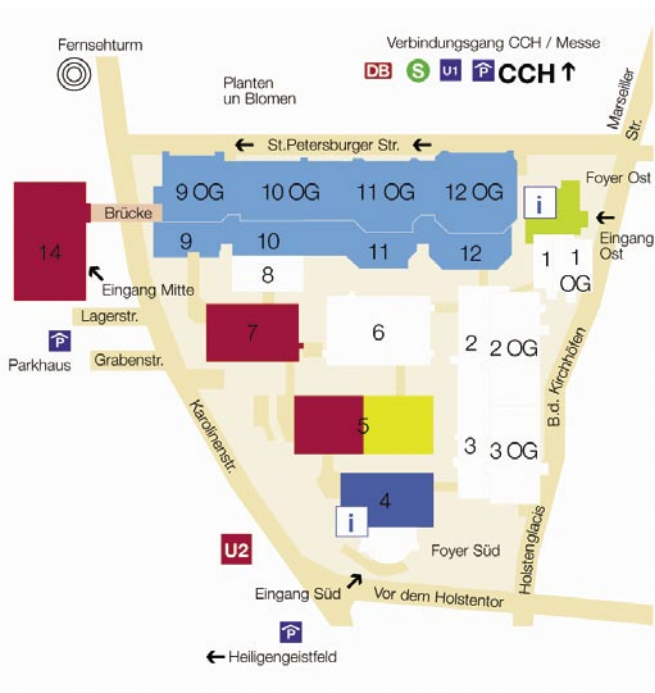 Fernsehturm
Verbindungsgang CCH / Messe
DB S U1 P CCH ↑
Planten
un Blomen
Marseiller
Str.
← St.Petersburger Str. ←
9 OG 10 OG 11 OG 12 OG
Foyer Ost
i
Brücke
← Eingang
Ost
14
9 10 11 12
1 1
OG
8
Eingang Mitte
Lagerstr.
P
Parkhaus
7
6
2 2 OG
Grabenstr.
B.d. Kirchhöfen
Karolinenstr.
5
3 3 OG
4
i
U2
Foyer Süd
Holstenglacis
Eingang Süd
Vor dem Holstentor
P
← Heiligengeistfeld